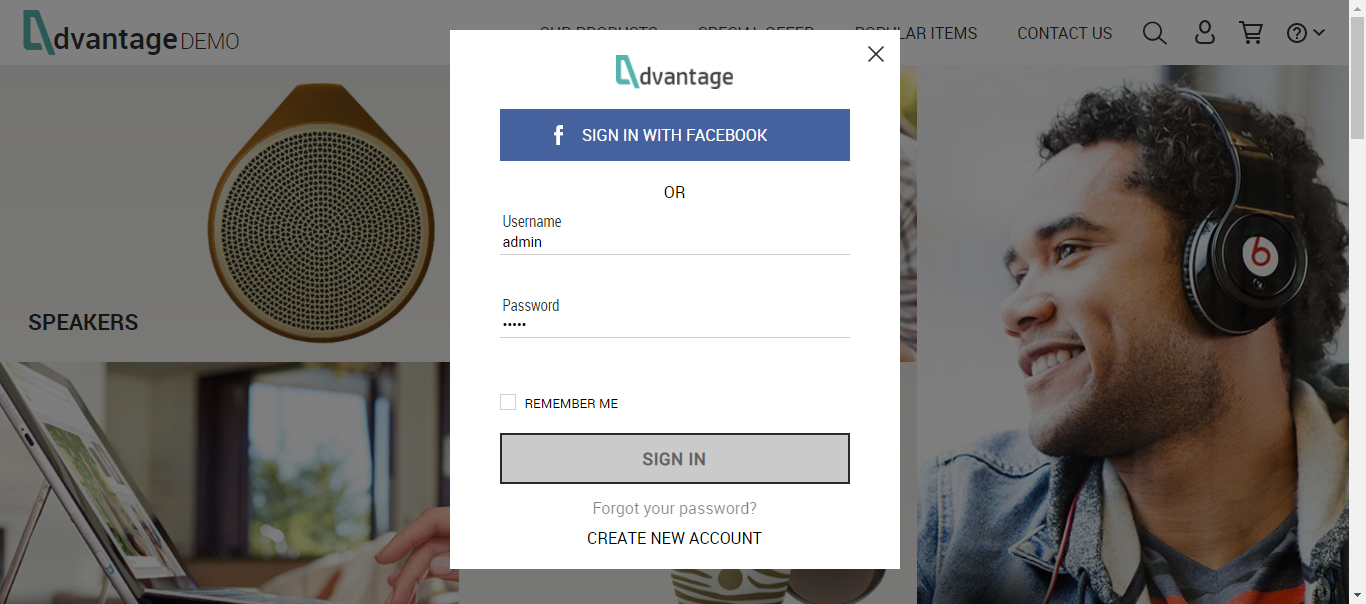 dvantage DEMO
OUR PRODUCTS SPECIAL OFFER POPULAR ITEMS CONTACT US
dvantage
f SIGN IN WITH FACEBOOK
OR
Username
admin
Password
•••••
REMEMBER ME
SIGN IN
Forgot your password?
CREATE NEW ACCOUNT
SPEAKERS
b